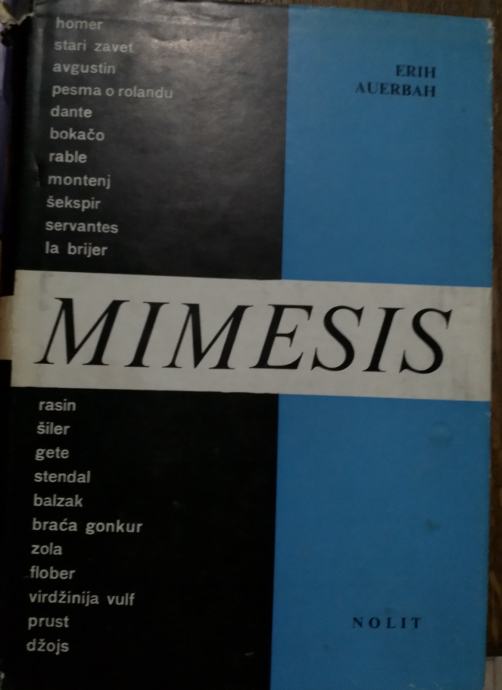 homer
stari zavet
avgustin
pesma o rolandu
dante
bokačo
rable
montenj
šekspir
servantes
la brijer
ERIH
AUERBAH
MIMESIS
rasin
šiler
gete
stendal
balzak
braća gonkur
zola
flober
virdžinija vulf
prust
džojs
NOLIT